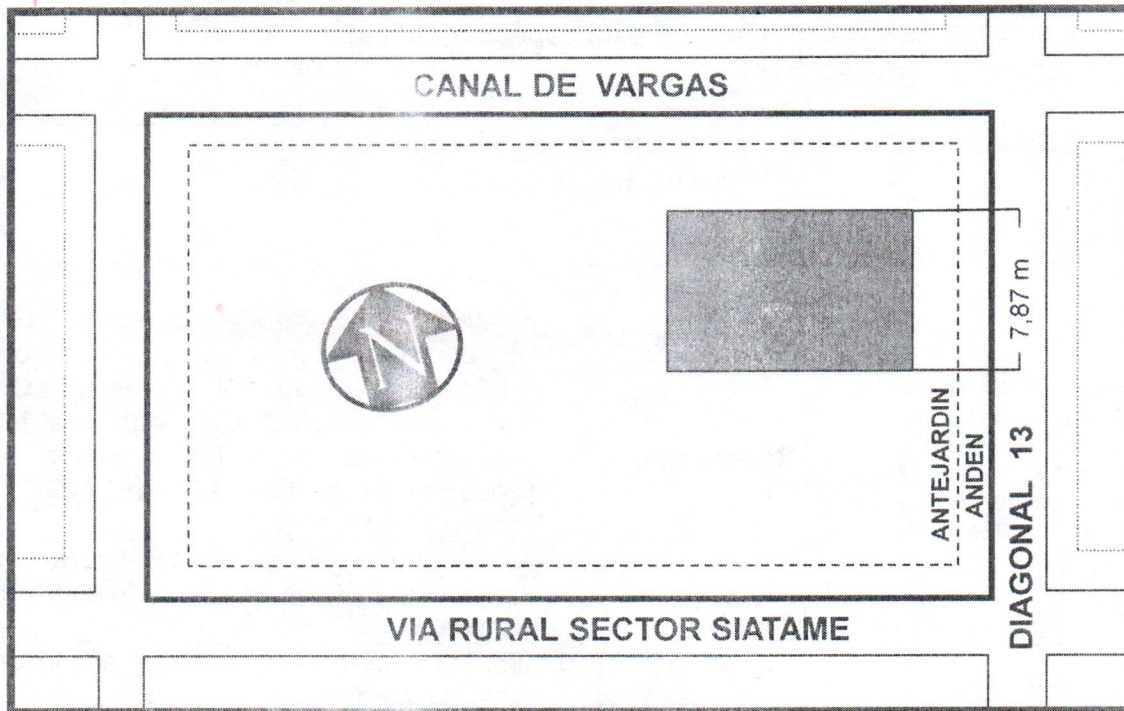 CANAL DE VARGAS
N
7,87 m
ANTEJARDIN
ANDEN
DIAGONAL 13
VIA RURAL SECTOR SIATAME